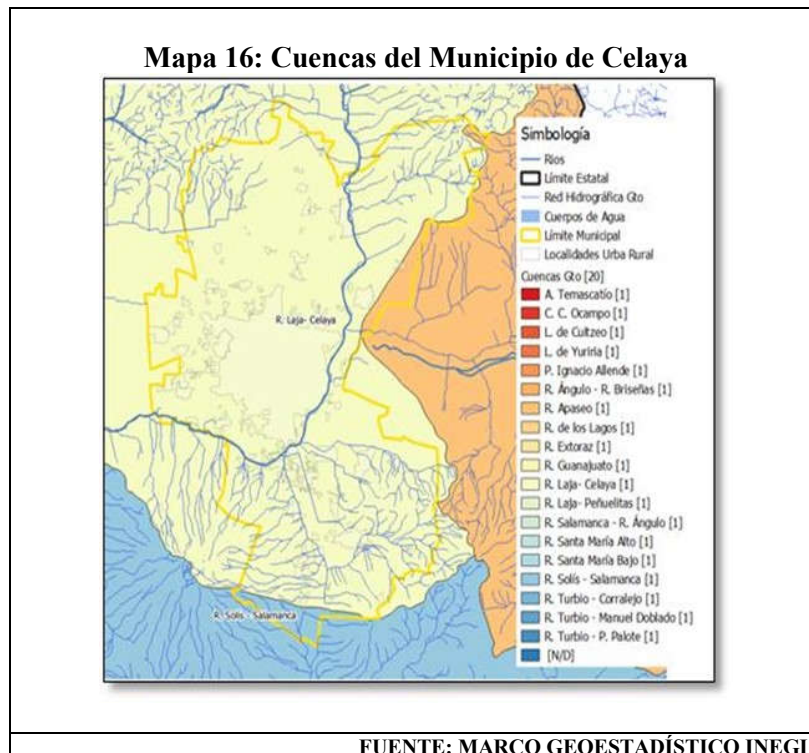 Mapa 16: Cuencas del Municipio de Celaya
Simbología
Rios
Límite Estatal
Red Hidrográfica Gto
Cuerpos de Agua
Límite Municipal
Localidades Urba Rural
Cuencas Gto [20]
A. Temascatío [1]
C. C. Ocampo [1]
L. de Cuitzeo [1]
L. de Yuriria [1]
P. Ignacio Allende [1]
R. Ángulo - R. Briseñas [1]
R. Apaseo [1]
R. de los Lagos [1]
R. Extoraz [1]
R. Guanajuato [1]
R. Laja- Celaya [1]
R. Laja- Peñuelitas [1]
R. Salamanca - R. Ángulo [1]
R. Santa María Alto [1]
R. Santa María Bajo [1]
R. Solís - Salamanca [1]
R. Turbio - Corralejo [1]
R. Turbio - Manuel Doblado [1]
R. Turbio - P. Palote [1]
[N/D]
R. Laja- Celaya
R. Solís - Salamanca
FUENTE: MARCO GEOESTADÍSTICO INEGI